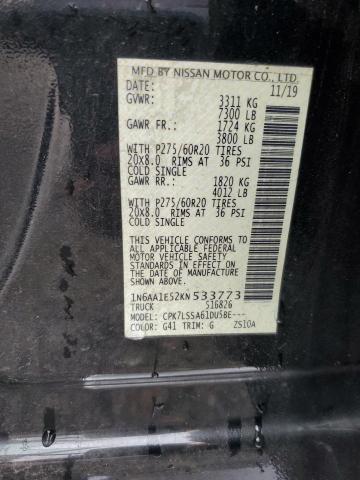 MFD BY NISSAN MOTOR CO., LTD.
DATE: 11/19
GVWR: 3311 KG
7300 LB
GAWR FR.: 1724 KG
3800 LB
WITH P275/60R20 TIRES
20x8.0 RIMS AT 36 PSI
COLD SINGLE
GAWR RR.: 1820 KG
4012 LB
WITH P275/60R20 TIRES
20x8.0 RIMS AT 36 PSI
COLD SINGLE
THIS VEHICLE CONFORMS TO ALL
APPLICABLE FEDERAL
MOTOR VEHICLE SAFETY
STANDARDS IN EFFECT ON
THE DATE OF MANUFACTURE
SHOWN ABOVE
1N6AA1E52KN533773
TRUCK 516826
MODEL: CPK7LSSA61DU5BE---
COLOR: G41 TRIM: G ZS10A